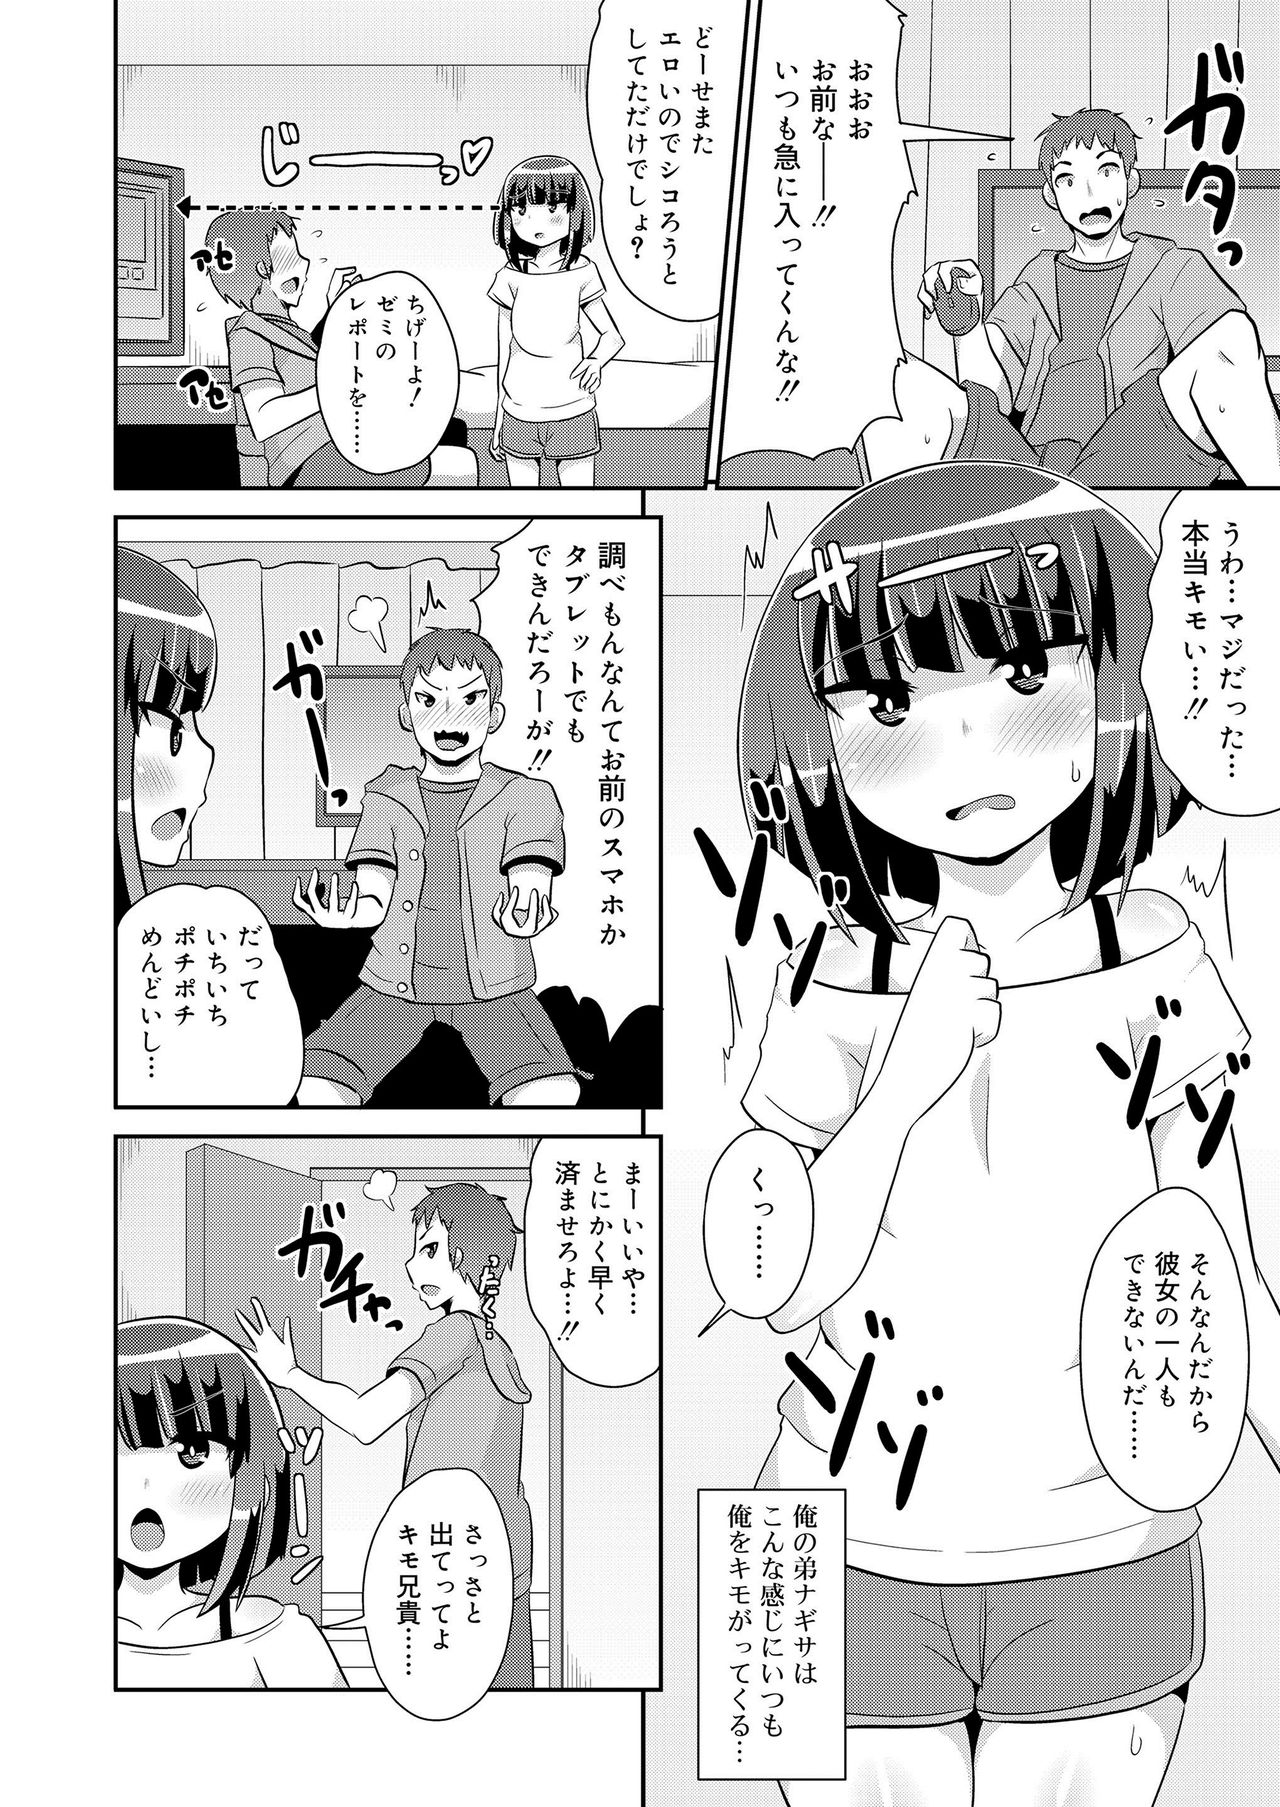 ガタっ
おおお
お前な――!!
いつも急に入ってくんな!!
どーせまた
エロいのでシコろうと
してただけでしょ?
じーーっ♡
アセ
アセ
ちげーよ!
ゼミの
レポートを……
うわ…マジだった…
本当キモい…!!
サーっ
ゾゾッ
ゾゾッ
ゾゾッ
そんなんだから
彼女の一人も
できないんだ……
くっ……
俺の弟ナギサは
こんな感じにいつも
俺をキモがってくる…
調べもんなんてお前のスマホか
タブレットでも
できんだろーが!!
ガーっ
だって
いちいち
ポチポチ
めんどいし…
まーいいや…
とにかく早く
済ませろよ…!!
ったく…
ガチャっ
ツーン
さっさと
出てってよ
キモ兄貴……